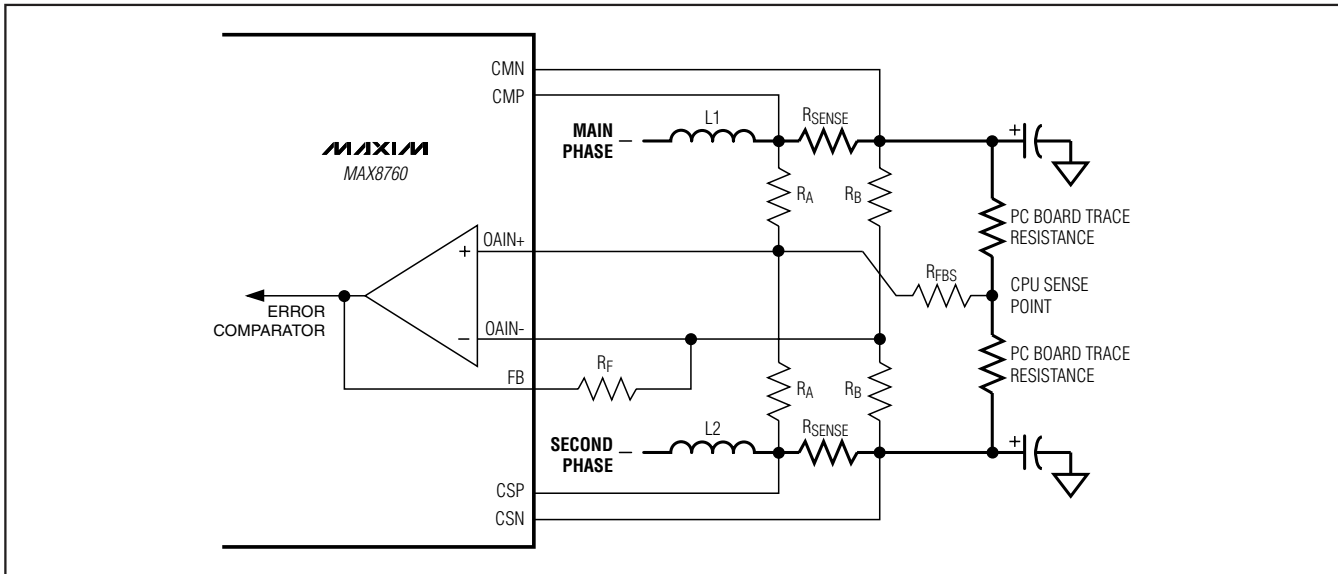 CMN
CMP
MAXIM
MAX8760
MAIN
PHASE
L1
RSENSE
RA
RB
PC BOARD TRACE
RESISTANCE
OAIN+
+
RFBS
CPU SENSE
POINT
ERROR
COMPARATOR
OAIN-
−
FB
RF
RA
RB
PC BOARD TRACE
RESISTANCE
SECOND
PHASE
L2
RSENSE
+
+
CSP
CSN